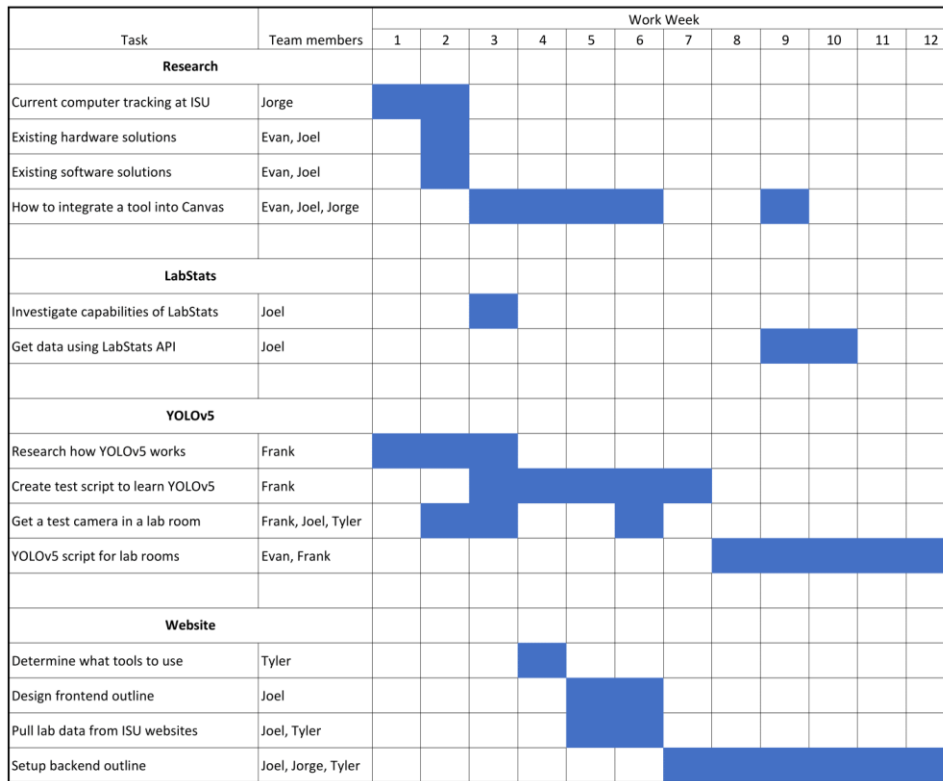 Work Week
Task Team members 1 2 3 4 5 6 7 8 9 10 11 12
Research
Current computer tracking at ISU Jorge
Existing hardware solutions Evan, Joel
Existing software solutions Evan, Joel
How to integrate a tool into Canvas Evan, Joel, Jorge
LabStats
Investigate capabilities of LabStats Joel
Get data using LabStats API Joel
YOLOv5
Research how YOLOv5 works Frank
Create test script to learn YOLOv5 Frank
Get a test camera in a lab room Frank, Joel, Tyler
YOLOv5 script for lab rooms Evan, Frank
Website
Determine what tools to use Tyler
Design frontend outline Joel
Pull lab data from ISU websites Joel, Tyler
Setup backend outline Joel, Jorge, Tyler